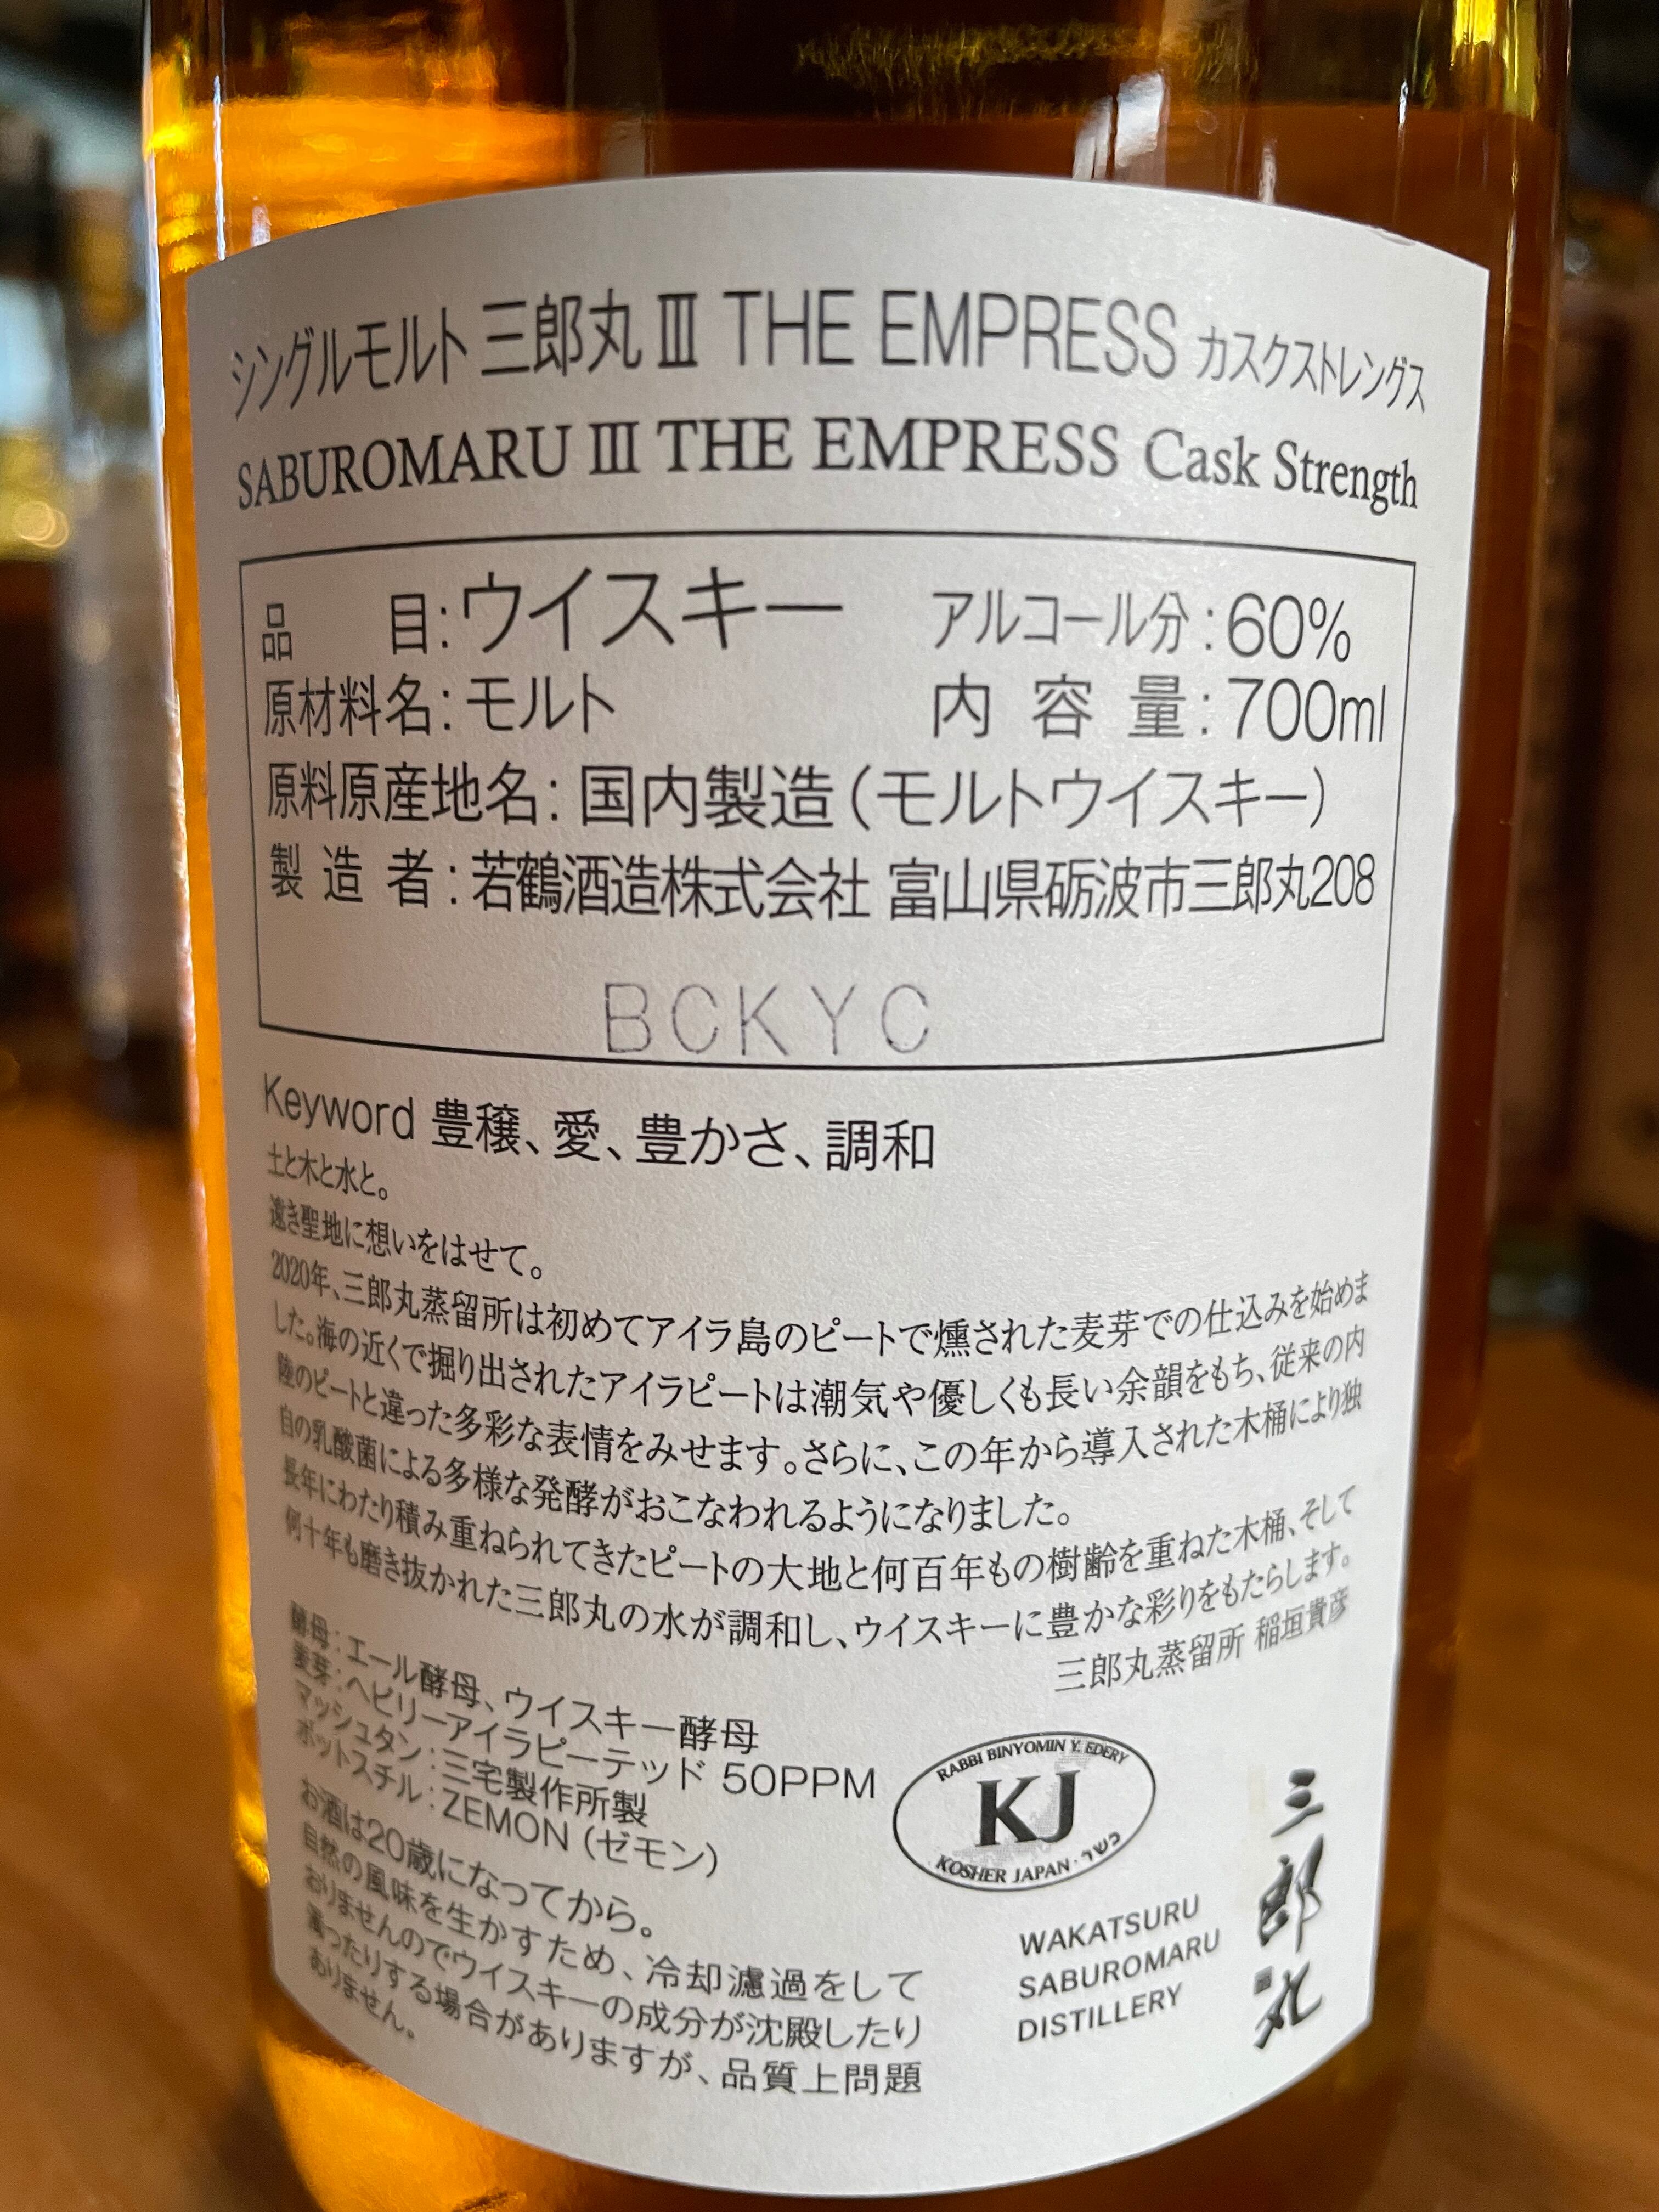 シングルモルト 三郎丸 Ⅲ THE EMPRESS カスクストレングス
SABUROMARU Ⅲ THE EMPRESS Cask Strength
品 目：ウイスキー アルコール分：60%
原材料名：モルト 内 容 量：700ml
原料原産地名：国内製造（モルトウイスキー）
製 造 者：若鶴酒造株式会社 富山県砺波市三郎丸208
BCKYC
Keyword 豊穣、愛、豊かさ、調和
土と木と水と。
遠き聖地に想いをはせて。
2020年、三郎丸蒸留所は初めてアイラ島のピートで燻された麦芽での仕込みを始めま
した。海の近くで掘り出されたアイラピートは潮気や優しくも長い余韻をもち、従来の内
陸のピートと違った多彩な表情をみせます。さらに、この年から導入された木桶により独
自の乳酸菌による多様な発酵がおこなわれるようになりました。
長年にわたり積み重ねられてきたピートの大地と何百年もの樹齢を重ねた木桶、そして
何十年も磨き抜かれた三郎丸の水が調和し、ウイスキーに豊かな彩りをもたらします。
三郎丸蒸留所 稲垣貴彦
酵母：エール酵母、ウイスキー酵母
麦芽：ヘビリーアイラピーテッド 50PPM
マッシュタン：三宅製作所製
ポットスチル：ZEMON（ゼモン）
お酒は20歳になってから。
自然の風味を生かすため、冷却濾過をして
おりませんのでウイスキーの成分が沈殿したり
濁ったりする場合がありますが、品質上問題
ありません。
RABBI BINYOMIN Y. EDERY
KJ
KOSHER JAPAN · כשר
WAKATSURU
SABUROMARU
DISTILLERY
三郎丸